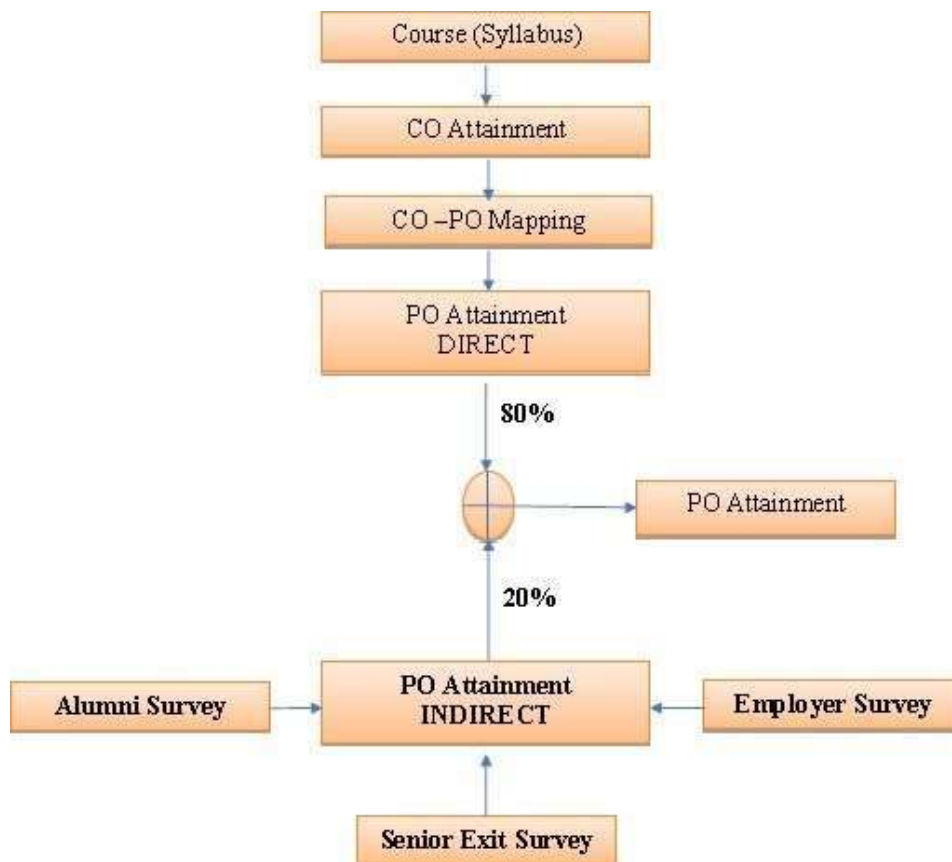 Course (Syllabus)
CO Attainment
CO –PO Mapping
PO Attainment
DIRECT
80%
PO Attainment
20%
PO Attainment
INDIRECT
Alumni Survey
Employer Survey
Senior Exit Survey